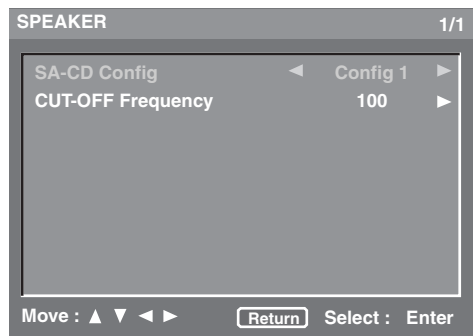 SPEAKER 1/1
SA-CD Config ◄ Config 1 ►
CUT-OFF Frequency 100 ►
Move : ▲ ▼ ◄ ► Return Select : Enter